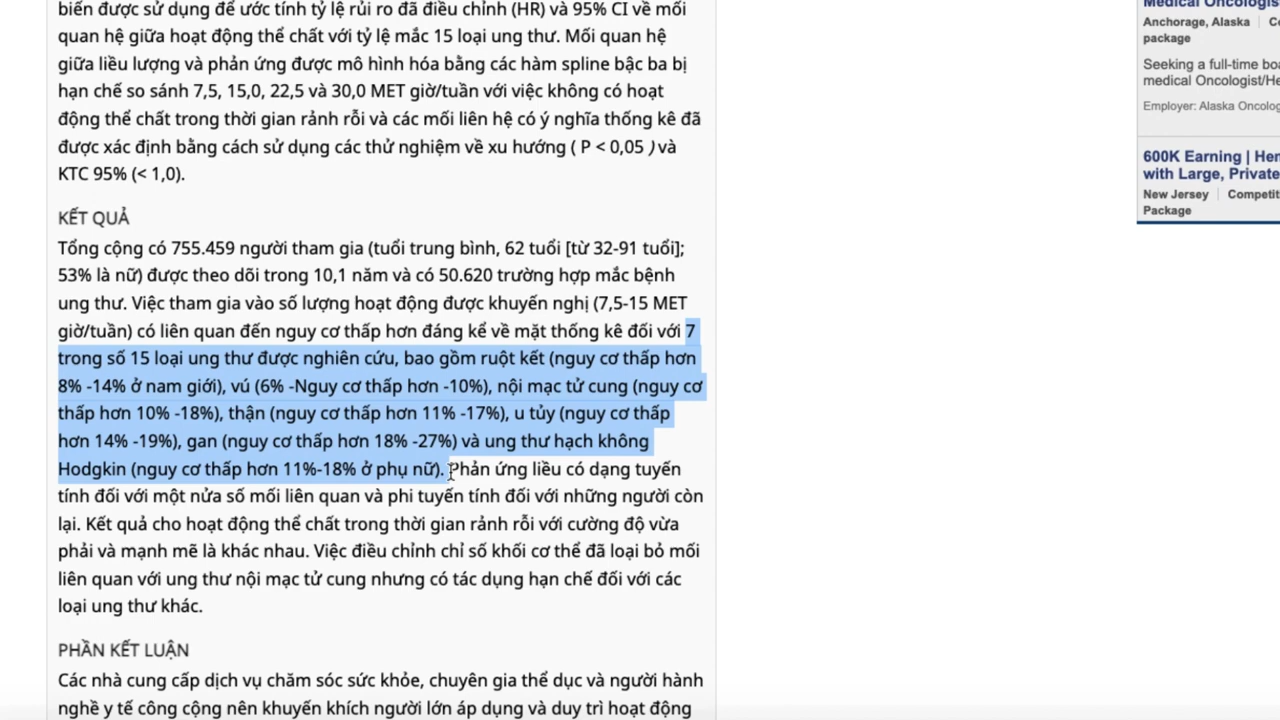 biến được sử dụng để ước tính tỷ lệ rủi ro đã điều chỉnh (HR) và 95% CI về mối
quan hệ giữa hoạt động thể chất với tỷ lệ mắc 15 loại ung thư. Mối quan hệ
giữa liều lượng và phản ứng được mô hình hóa bằng các hàm spline bậc ba bị
hạn chế so sánh 7,5, 15,0, 22,5 và 30,0 MET giờ/tuần với việc không có hoạt
động thể chất trong thời gian rảnh rỗi và các mối liên hệ có ý nghĩa thống kê đã
được xác định bằng cách sử dụng các thử nghiệm về xu hướng ( P < 0,05 ) và
KTC 95% (< 1,0).
KẾT QUẢ
Tổng cộng có 755.459 người tham gia (tuổi trung bình, 62 tuổi [từ 32-91 tuổi];
53% là nữ) được theo dõi trong 10,1 năm và có 50.620 trường hợp mắc bệnh
ung thư. Việc tham gia vào số lượng hoạt động được khuyến nghị (7,5-15 MET
giờ/tuần) có liên quan đến nguy cơ thấp hơn đáng kể về mặt thống kê đối với 7
trong số 15 loại ung thư được nghiên cứu, bao gồm ruột kết (nguy cơ thấp hơn
8% -14% ở nam giới), vú (6% -Nguy cơ thấp hơn -10%), nội mạc tử cung (nguy cơ
thấp hơn 10% -18%), thận (nguy cơ thấp hơn 11% -17%), u tủy (nguy cơ thấp
hơn 14% -19%), gan (nguy cơ thấp hơn 18% -27%) và ung thư hạch không
Hodgkin (nguy cơ thấp hơn 11%-18% ở phụ nữ). Phản ứng liều có dạng tuyến
tính đối với một nửa số mối liên quan và phi tuyến tính đối với những người còn
lại. Kết quả cho hoạt động thể chất trong thời gian rảnh rỗi với cường độ vừa
phải và mạnh mẽ là khác nhau. Việc điều chỉnh chỉ số khối cơ thể đã loại bỏ mối
liên quan với ung thư nội mạc tử cung nhưng có tác dụng hạn chế đối với các
loại ung thư khác.
PHẦN KẾT LUẬN
Các nhà cung cấp dịch vụ chăm sóc sức khỏe, chuyên gia thể dục và người hành
nghề y tế công cộng nên khuyến khích người lớn áp dụng và duy trì hoạt động
Medical Oncologis
Anchorage, Alaska | Co
package
Seeking a full-time boa
medical Oncologist/He
Employer: Alaska Oncolog
600K Earning | Hem
with Large, Private
New Jersey | Competit
Package